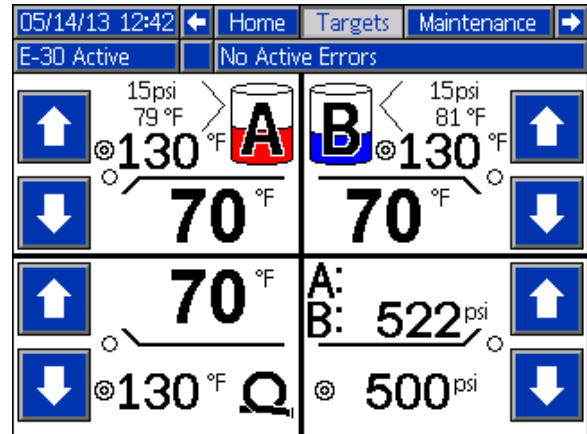 05/14/13 12:42 Home Targets Maintenance
E-30 Active No Active Errors
15psi
79 °F
A
130 °F
70 °F
15psi
81 °F
B
130 °F
70 °F
70 °F
130 °F
A:
B: 522 psi
500 psi